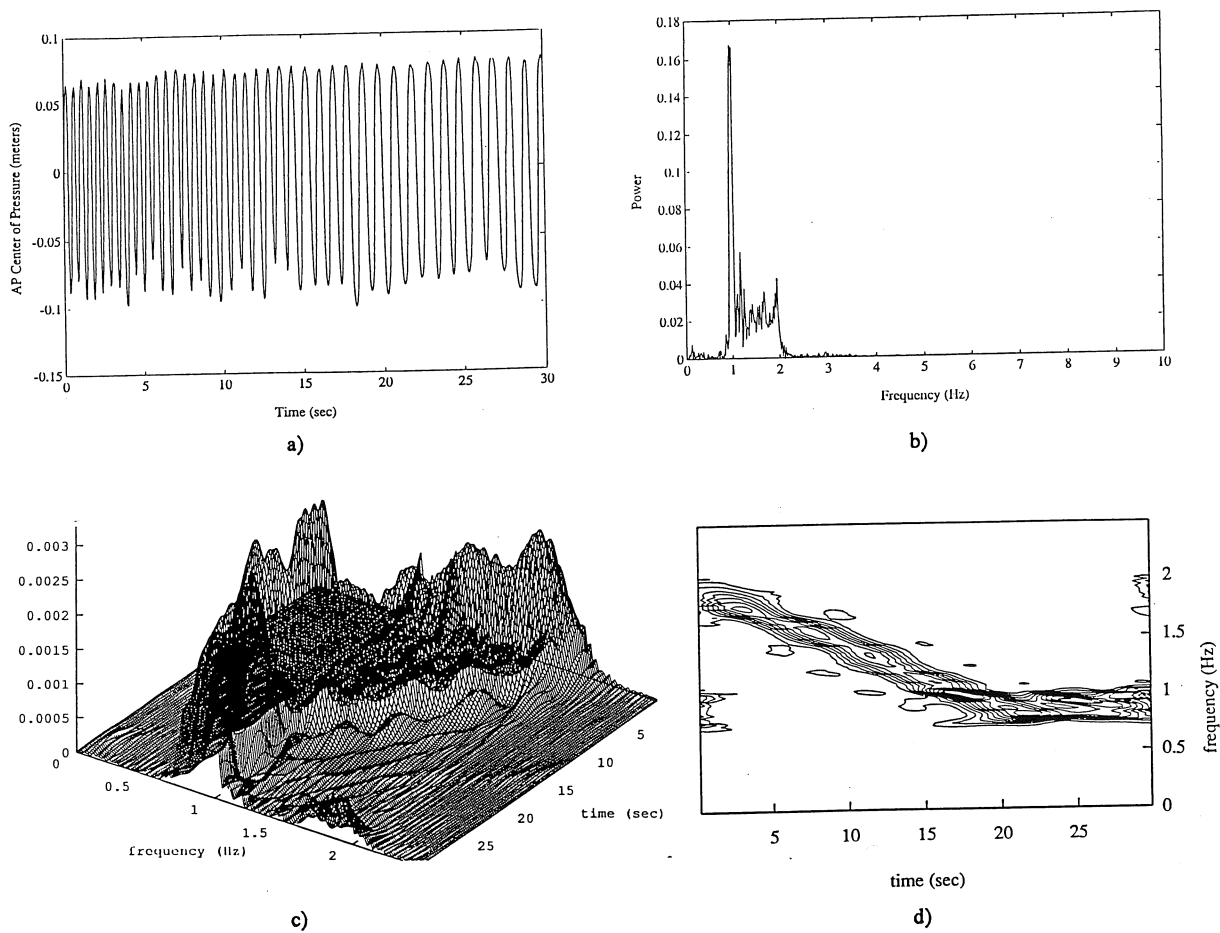 0.1
0.05
0
-0.05
-0.1
-0.15
AP Center of Pressure (meters)
0 5 10 15 20 25 30
Time (sec)
a)
0.18
0.16
0.14
0.12
0.1
0.08
0.06
0.04
0.02
0
Power
0 1 2 3 4 5 6 7 8 9 10
Frequency (Hz)
b)
0.003
0.0025
0.002
0.0015
0.001
0.0005
0
0
0.5
1
1.5
2
frequency (Hz)
5
10
15
20
25
time (sec)
c)
2
1.5
1
0.5
0
frequency (Hz)
5 10 15 20 25
time (sec)
d)